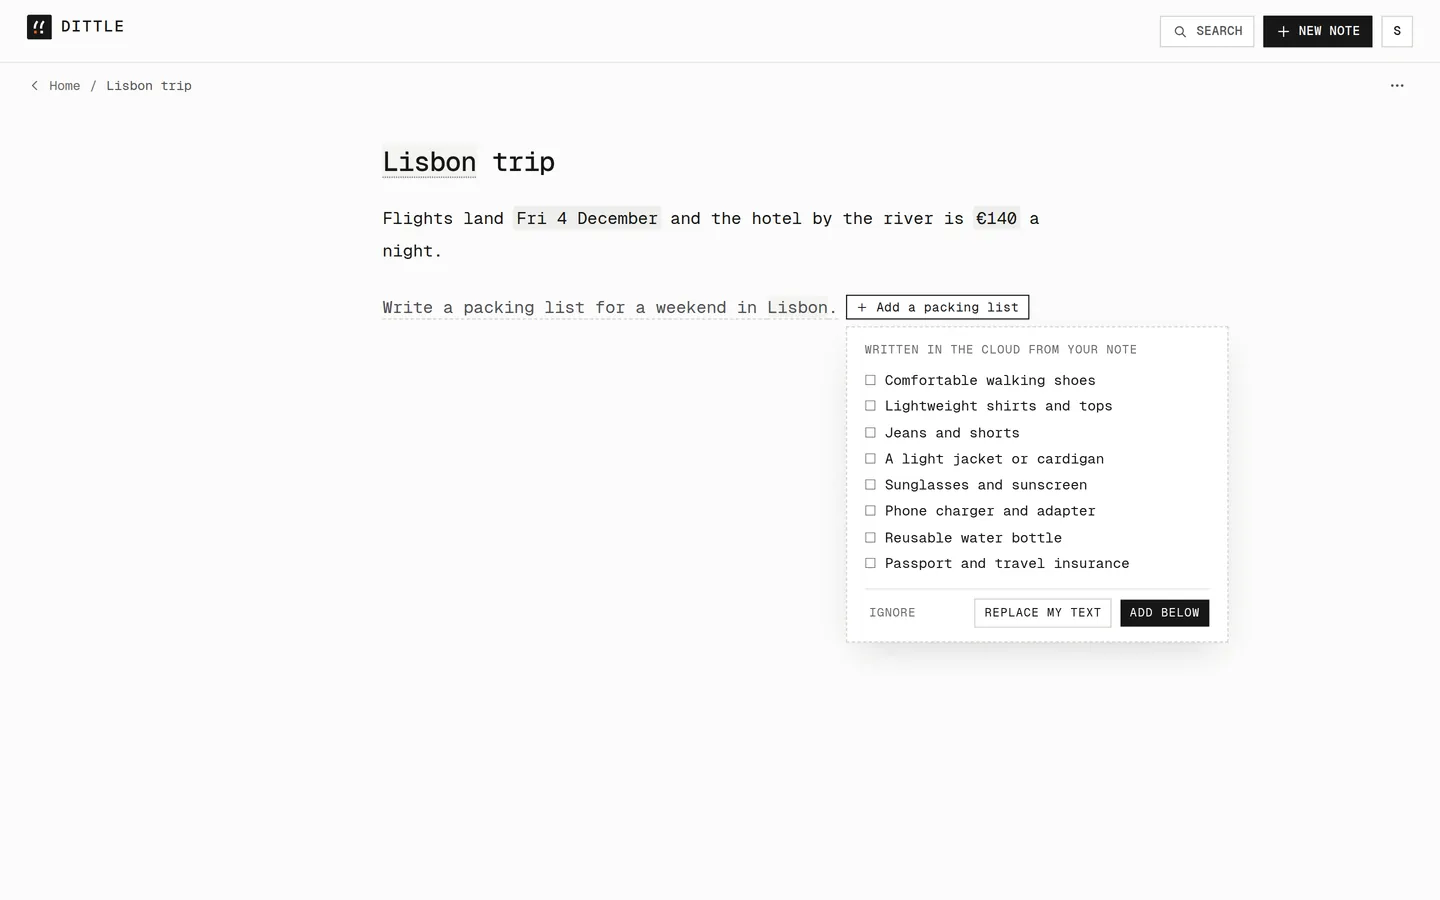 DITTLE
SEARCH
+ NEW NOTE
S
Home / Lisbon trip
Lisbon trip
Flights land Fri 4 December and the hotel by the river is €140 a
night.
Write a packing list for a weekend in Lisbon. + Add a packing list
WRITTEN IN THE CLOUD FROM YOUR NOTE
Comfortable walking shoes
Lightweight shirts and tops
Jeans and shorts
A light jacket or cardigan
Sunglasses and sunscreen
Phone charger and adapter
Reusable water bottle
Passport and travel insurance
IGNORE
REPLACE MY TEXT
ADD BELOW